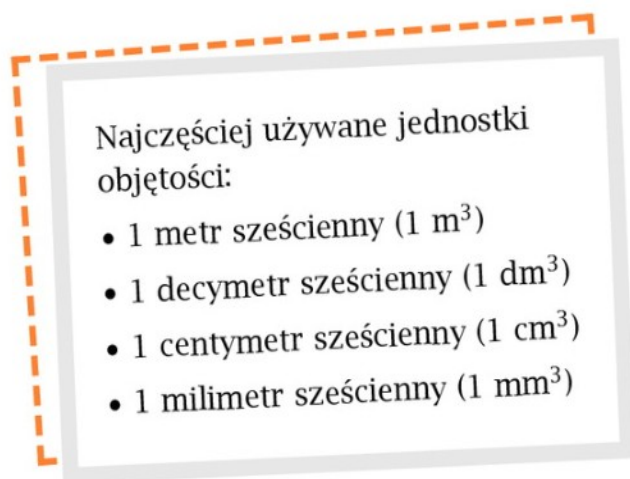 Najczęściej używane jednostki
objętości:
• 1 metr sześcienny (1 m³)
• 1 decymetr sześcienny (1 dm³)
• 1 centymetr sześcienny (1 cm³)
• 1 milimetr sześcienny (1 mm³)